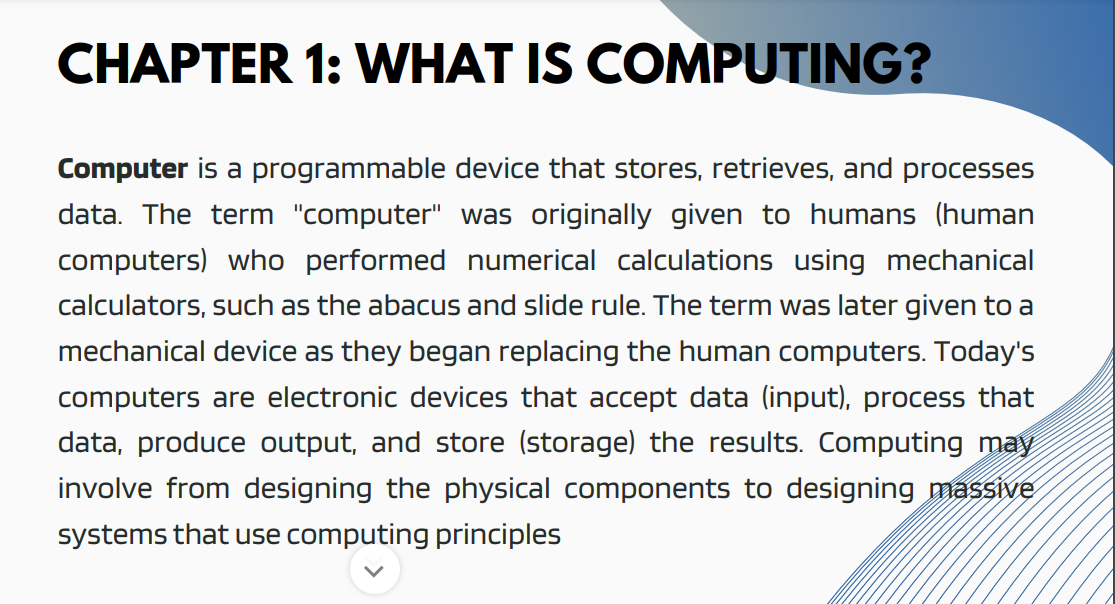 CHAPTER 1: WHAT IS COMPUTING?
Computer is a programmable device that stores, retrieves, and processes
data. The term "computer" was originally given to humans (human
computers) who performed numerical calculations using mechanical
calculators, such as the abacus and slide rule. The term was later given to a
mechanical device as they began replacing the human computers. Today's
computers are electronic devices that accept data (input), process that
data, produce output, and store (storage) the results. Computing may
involve from designing the physical components to designing massive
systems that use computing principles